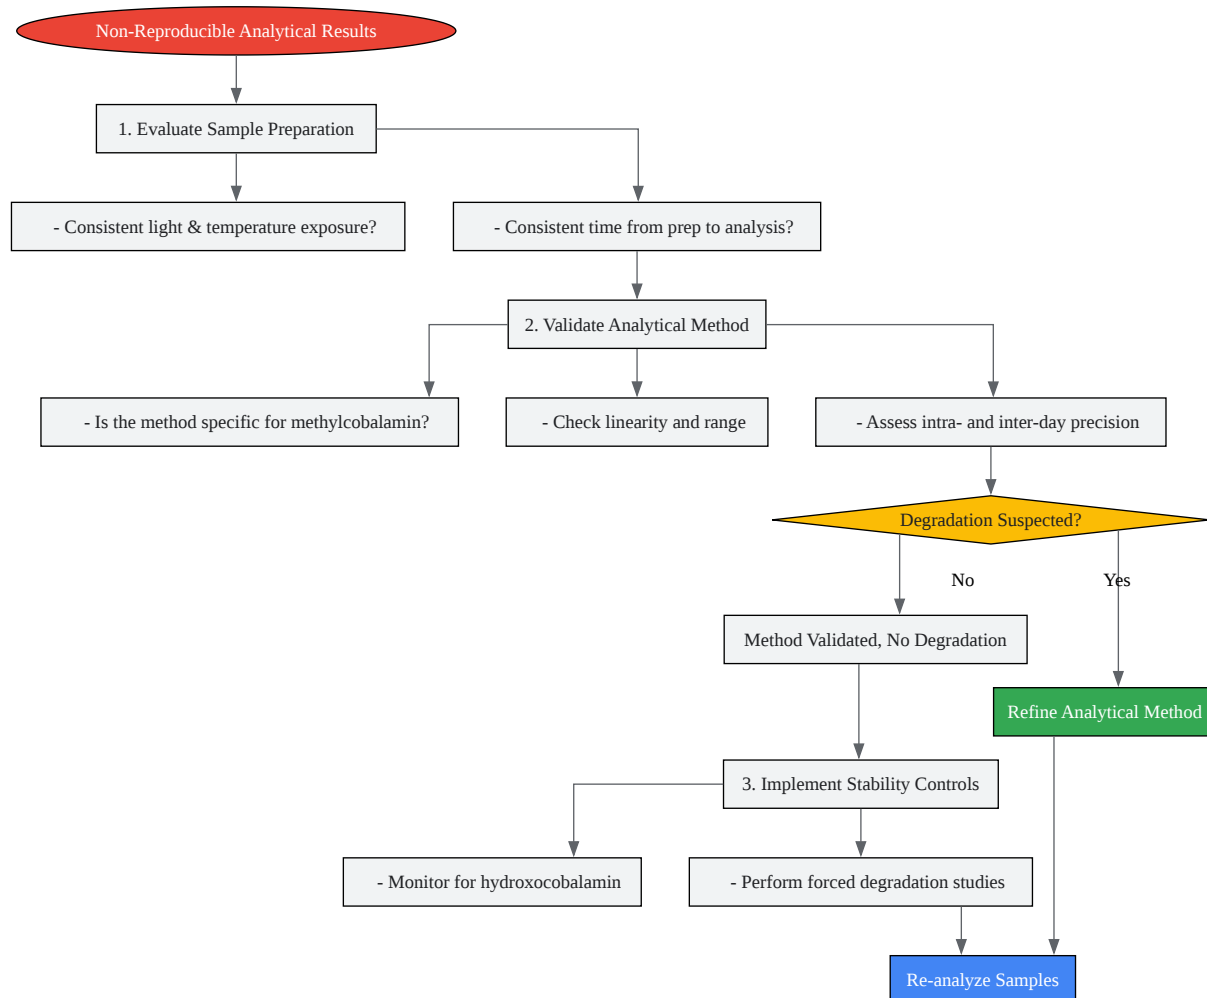 Non-Reproducible Analytical Results
1. Evaluate Sample Preparation
- Consistent light & temperature exposure?
- Consistent time from prep to analysis?
2. Validate Analytical Method
- Is the method specific for methylcobalamin?
- Check linearity and range
- Assess intra- and inter-day precision
Degradation Suspected?
No
Yes
Method Validated, No Degradation
Refine Analytical Method
3. Implement Stability Controls
- Monitor for hydroxocobalamin
- Perform forced degradation studies
Re-analyze Samples